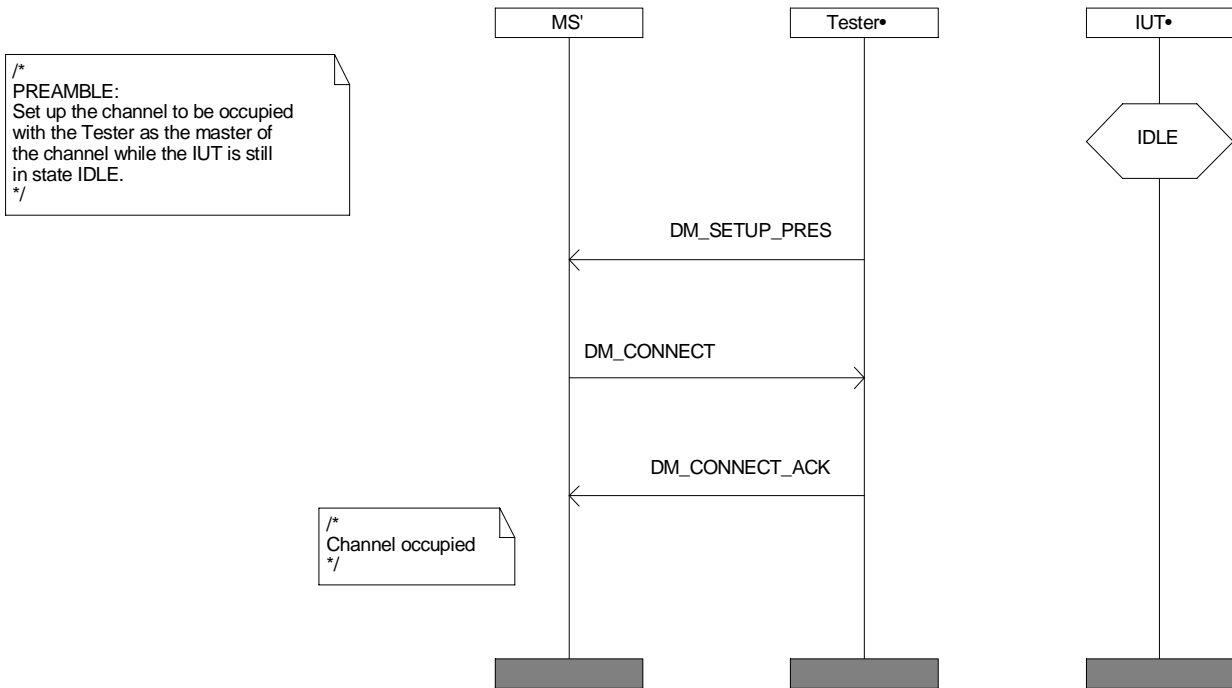 MS'
Tester•
IUT•
/*
PREAMBLE:
Set up the channel to be occupied
with the Tester as the master of
the channel while the IUT is still
in state IDLE.
*/
IDLE
DM_SETUP_PRES
DM_CONNECT
DM_CONNECT_ACK
/*
Channel occupied
*/